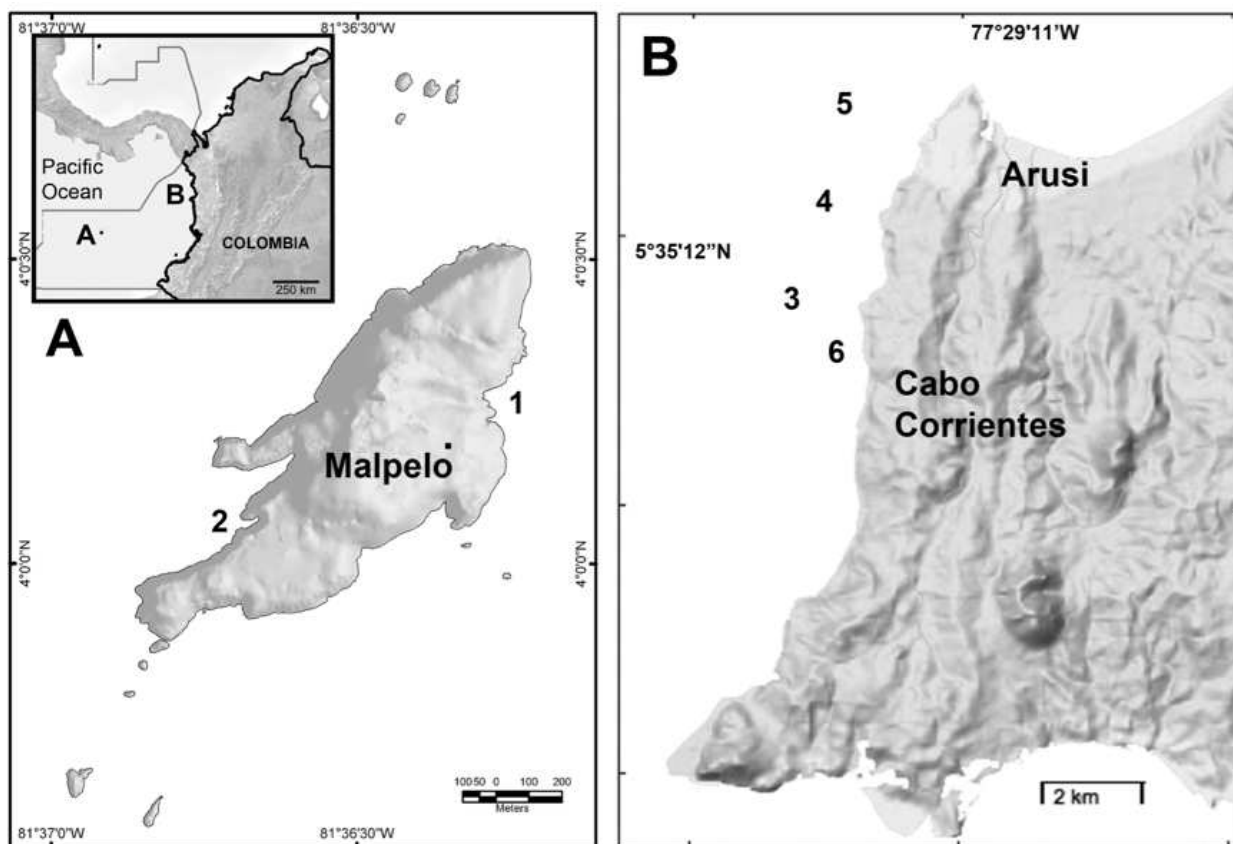 81°37'0"W
81°36'30"W
Pacific
Ocean
B
A
COLOMBIA
250 km
4°0'30"N
4°0'30"N
A
1
Malpelo
2
4°0'0"N
4°0'0"N
10050 0 100 200
Meters
81°37'0"W
81°36'30"W
B
77°29'11'W
5
Arusi
4
5°35'12”N
3
6
Cabo
Corrientes
2 km